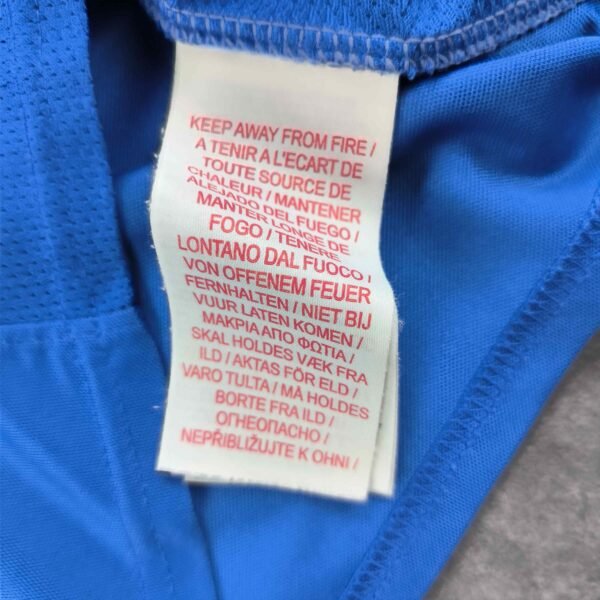 KEEP AWAY FROM FIRE /
A TENIR A L'ECART DE
TOUTE SOURCE DE
CHALEUR / MANTENER
ALEJADO DEL FUEGO /
MANTER LONGE DE
FOGO / TENERE
LONTANO DAL FUOCO /
VON OFFENEM FEUER
FERNHALTEN / NIET BIJ
VUUR LATEN KOMEN /
ΜΑΚΡΙΑ ΑΠΟ ΦΩΤΙΑ /
SKAL HOLDES VÆK FRA
ILD / AKTAS FÖR ELD /
VARO TULTA / MÅ HOLDES
BORTE FRA ILD /
ОГНЕОПАСНО /
NEPŘIBLIŽUJTE K OHNI /